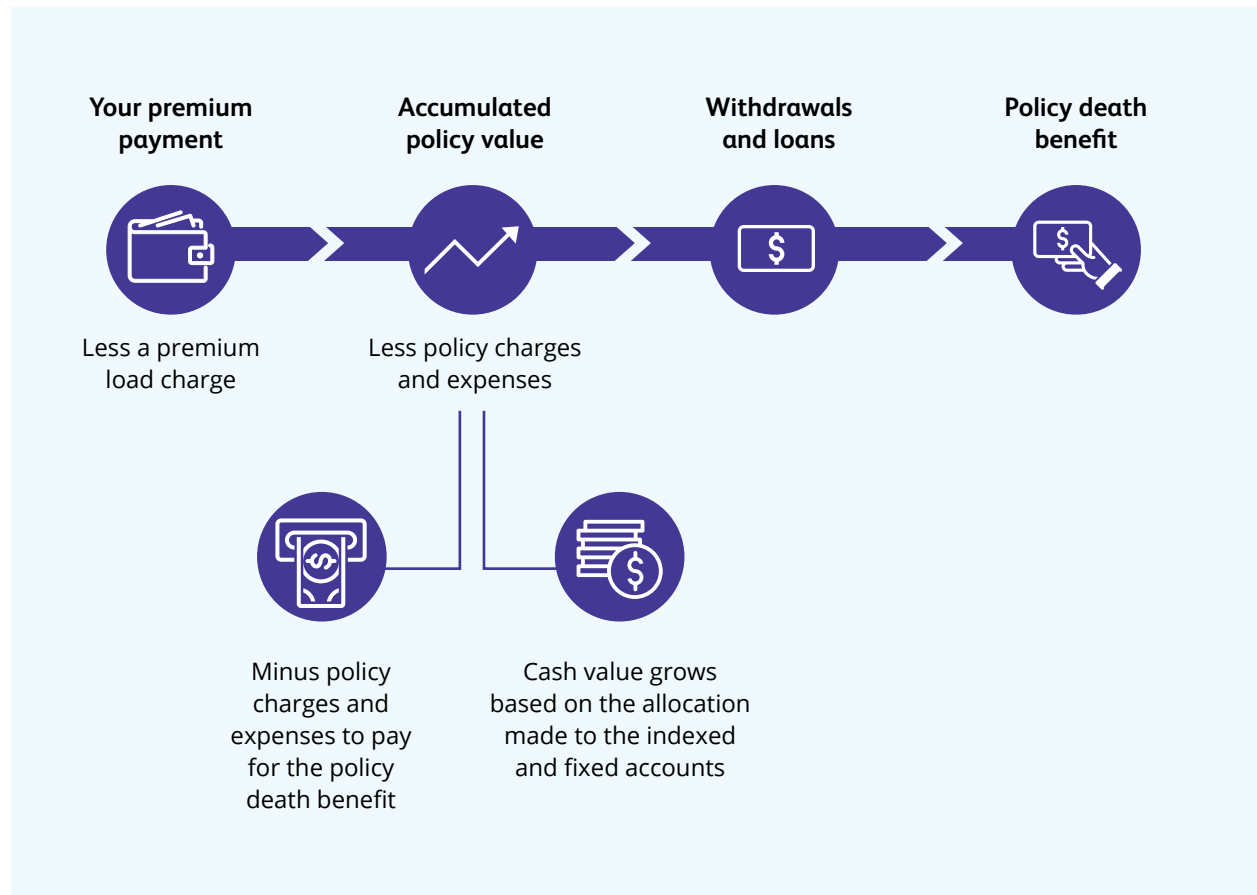 Your premium
payment
Accumulated
policy value
Withdrawals
and loans
Policy death
benefit
$
$
Less a premium
load charge
Less policy charges
and expenses
$
$
Minus policy
charges and
expenses to pay
for the policy
death benefit
Cash value grows
based on the allocation
made to the indexed
and fixed accounts